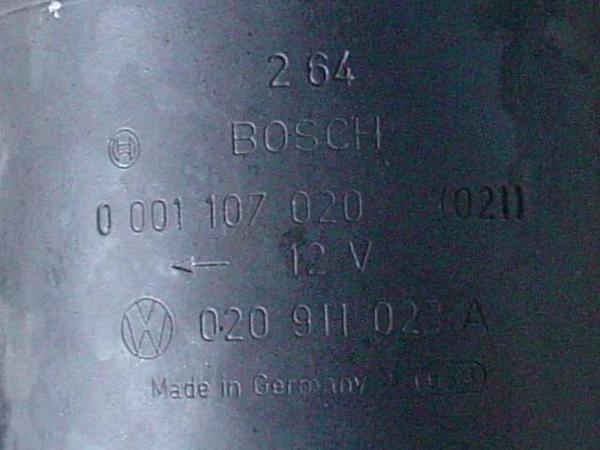 2 64
BOSCH
0 001 107 020 (021)
← 12 V
020 911 023 A
Made in Germany